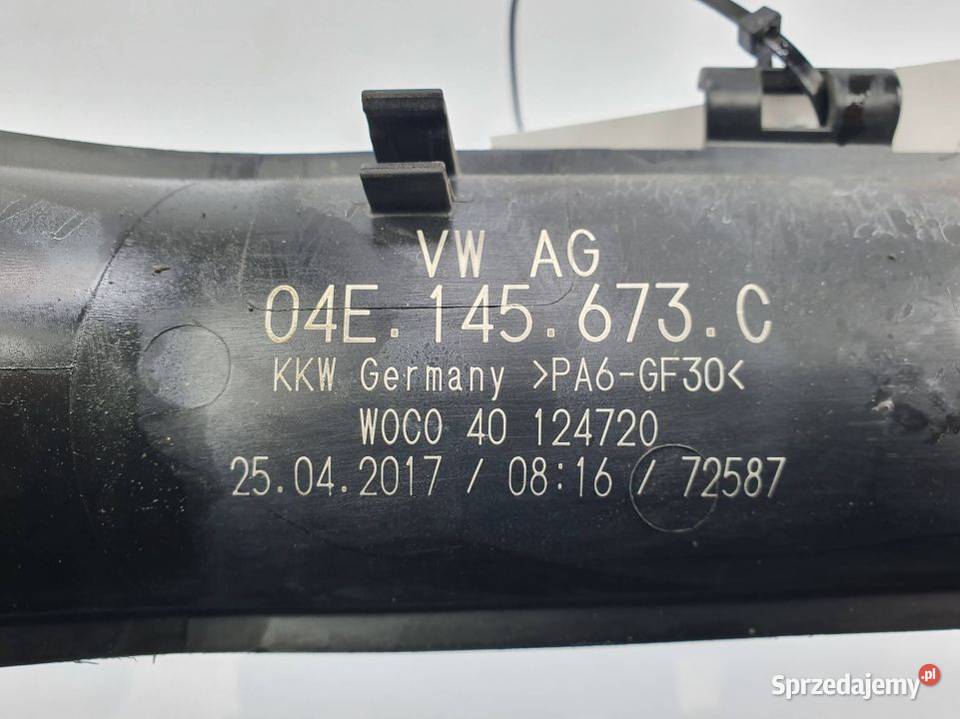 VW AG
04E.145.673.C
KKW Germany >PA6-GF30<
WOCO 40 124720
25.04.2017 / 08:16 / 72587
Sprzedajemy.pl